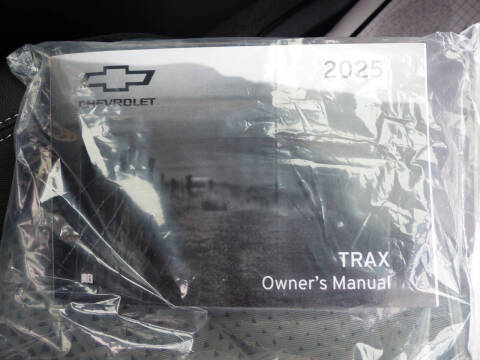 2025
CHEVROLET
TRAX
Owner's Manual